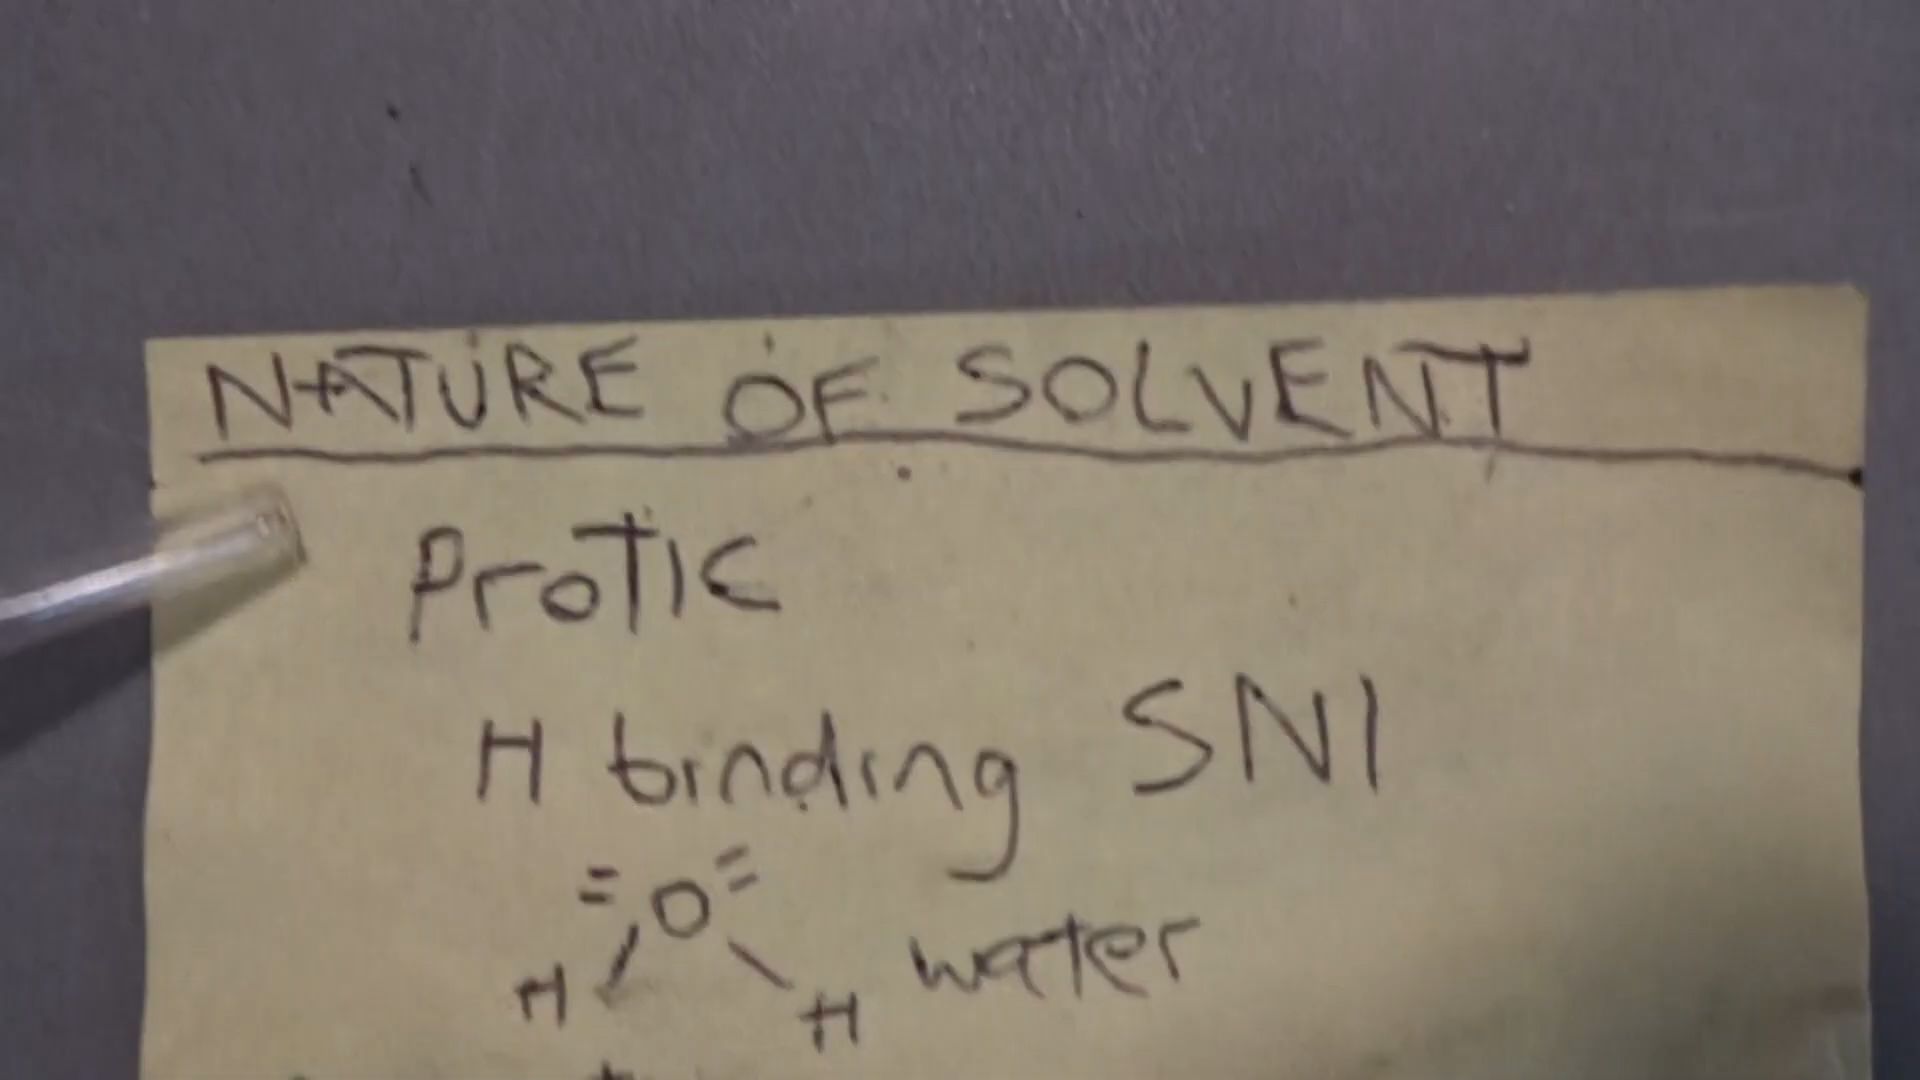 NATURE OF SOLVENT
Protic
H binding SN1
O
H H water